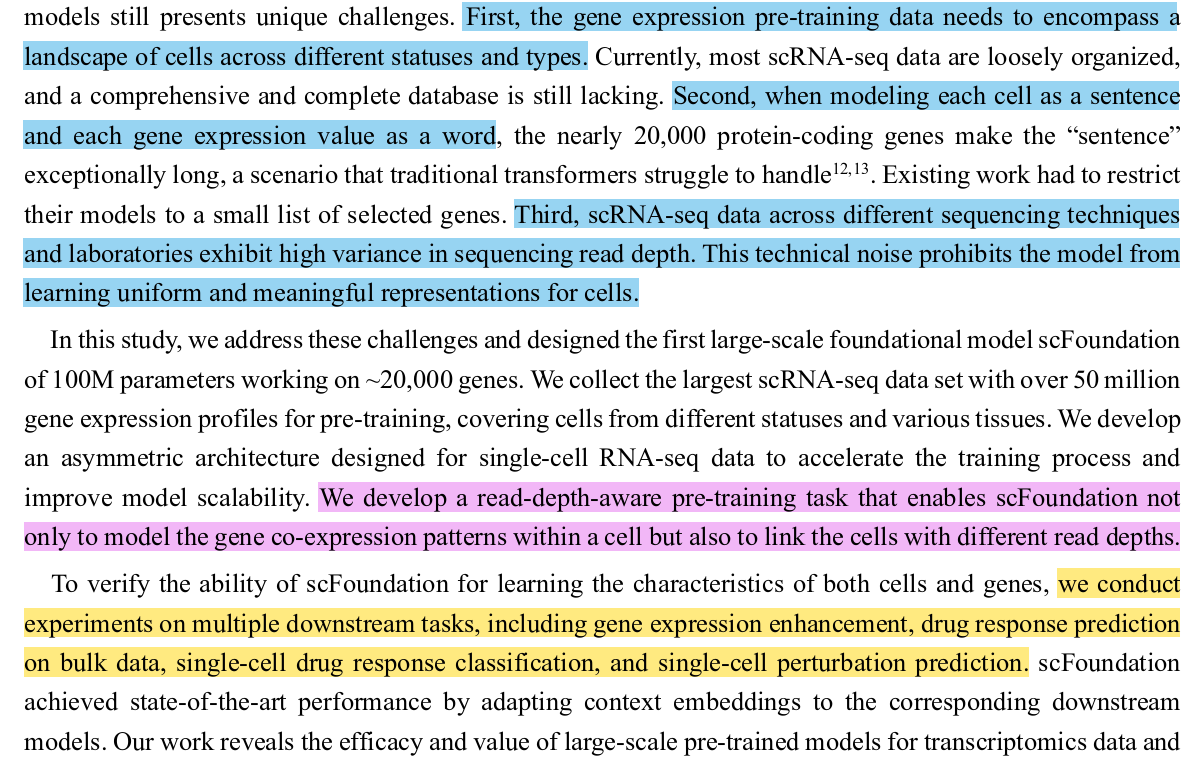 models still presents unique challenges. First, the gene expression pre-training data needs to encompass a
landscape of cells across different statuses and types. Currently, most scRNA-seq data are loosely organized,
and a comprehensive and complete database is still lacking. Second, when modeling each cell as a sentence
and each gene expression value as a word, the nearly 20,000 protein-coding genes make the “sentence”
exceptionally long, a scenario that traditional transformers struggle to handle12,13. Existing work had to restrict
their models to a small list of selected genes. Third, scRNA-seq data across different sequencing techniques
and laboratories exhibit high variance in sequencing read depth. This technical noise prohibits the model from
learning uniform and meaningful representations for cells.
In this study, we address these challenges and designed the first large-scale foundational model scFoundation
of 100M parameters working on ~20,000 genes. We collect the largest scRNA-seq data set with over 50 million
gene expression profiles for pre-training, covering cells from different statuses and various tissues. We develop
an asymmetric architecture designed for single-cell RNA-seq data to accelerate the training process and
improve model scalability. We develop a read-depth-aware pre-training task that enables scFoundation not
only to model the gene co-expression patterns within a cell but also to link the cells with different read depths.
To verify the ability of scFoundation for learning the characteristics of both cells and genes, we conduct
experiments on multiple downstream tasks, including gene expression enhancement, drug response prediction
on bulk data, single-cell drug response classification, and single-cell perturbation prediction. scFoundation
achieved state-of-the-art performance by adapting context embeddings to the corresponding downstream
models. Our work reveals the efficacy and value of large-scale pre-trained models for transcriptomics data and